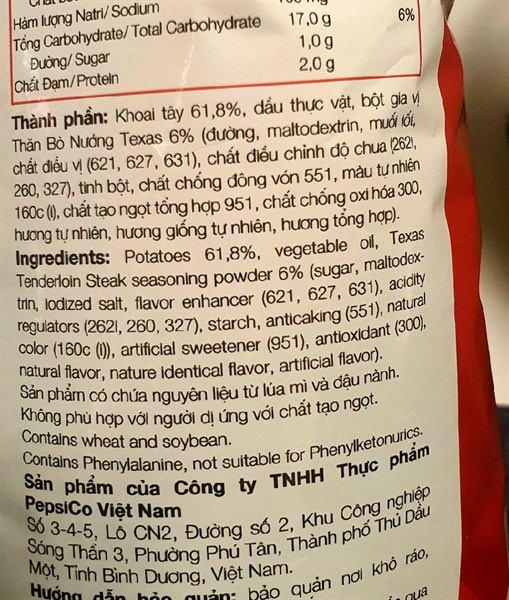 Hàm lượng Natri/ Sodium
Tổng Carbohydrate/ Total Carbohydrate 17,0 g 6%
Đường/ Sugar 1,0 g
Chất Đạm/ Protein 2,0 g
Thành phần: Khoai tây 61,8%, dầu thực vật, bột gia vị
Thăn Bò Nướng Texas 6% (đường, maltodextrin, muối iốt,
chất điều vị (621, 627, 631), chất điều chỉnh độ chua (262i,
260, 327), tinh bột, chất chống đông vón 551, màu tự nhiên
160c (i), chất tạo ngọt tổng hợp 951, chất chống oxi hóa 300,
hương tự nhiên, hương giống tự nhiên, hương tổng hợp).
Ingredients: Potatoes 61,8%, vegetable oil, Texas
Tenderloin Steak seasoning powder 6% (sugar, maltodex-
trin, iodized salt, flavor enhancer (621, 627, 631), acidity
regulators (262i, 260, 327), starch, anticaking (551), natural
color (160c (i)), artificial sweetener (951), antioxidant (300),
natural flavor, nature identical flavor, artificial flavor).
Sản phẩm có chứa nguyên liệu từ lúa mì và đậu nành.
Không phù hợp với người dị ứng với chất tạo ngọt.
Contains wheat and soybean.
Contains Phenylalanine, not suitable for Phenylketonurics.
Sản phẩm của Công ty TNHH Thực phẩm
PepsiCo Việt Nam
Số 3-4-5, Lô CN2, Đường số 2, Khu Công nghiệp
Sóng Thần 3, Phường Phú Tân, Thành phố Thủ Dầu
Một, Tỉnh Bình Dương, Việt Nam.
Hướng dẫn bảo quản: bảo quản nơi khô ráo,
qua